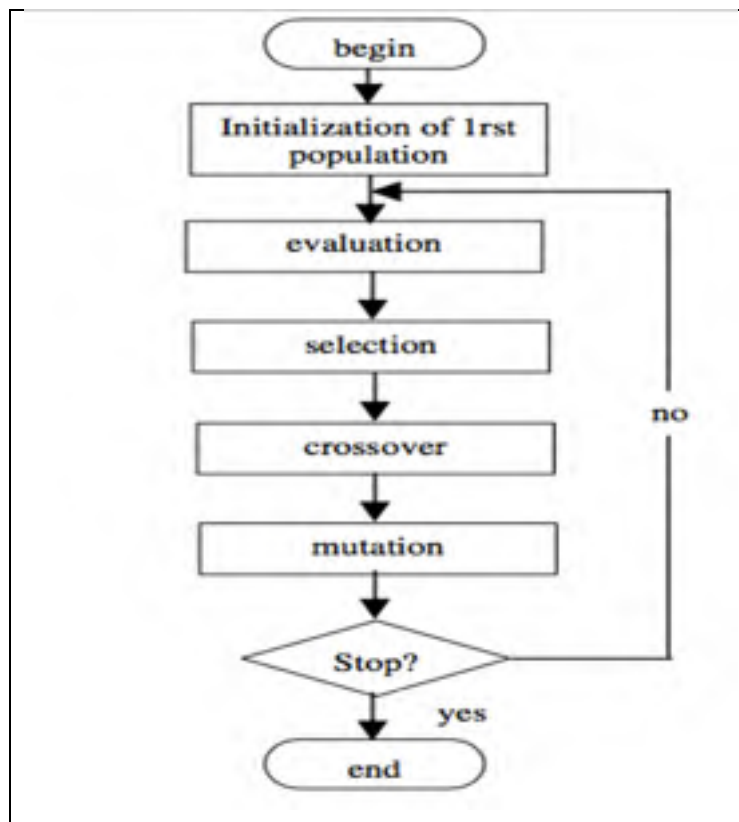 begin
Initialization of 1rst
population
evaluation
selection
crossover
no
mutation
Stop?
yes
end